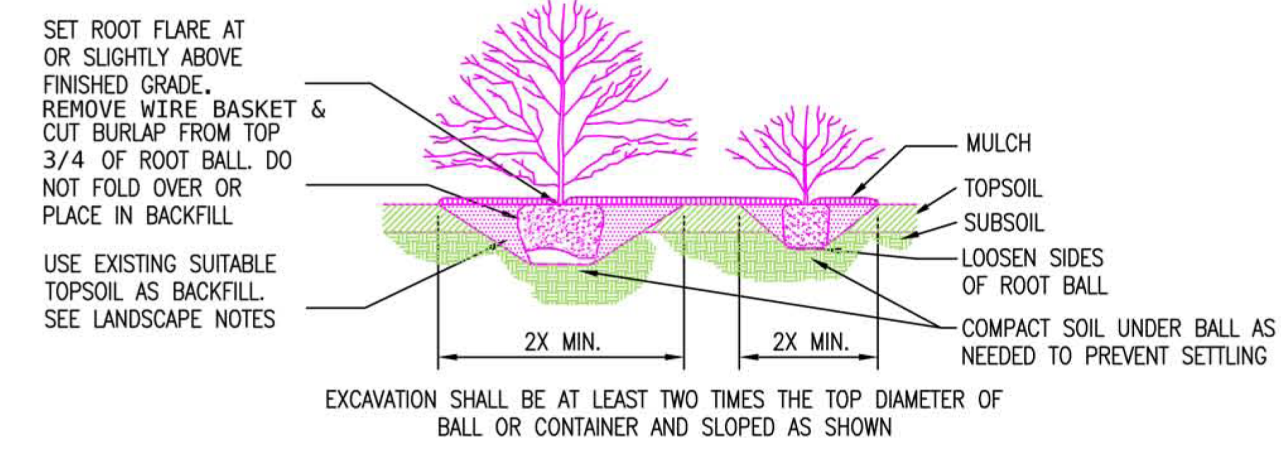 SET ROOT FLARE AT
OR SLIGHTLY ABOVE
FINISHED GRADE.
REMOVE WIRE BASKET &
CUT BURLAP FROM TOP
3/4 OF ROOT BALL. DO
NOT FOLD OVER OR
PLACE IN BACKFILL
USE EXISTING SUITABLE
TOPSOIL AS BACKFILL.
SEE LANDSCAPE NOTES
MULCH
TOPSOIL
SUBSOIL
LOOSEN SIDES
OF ROOT BALL
COMPACT SOIL UNDER BALL AS
NEEDED TO PREVENT SETTLING
2X MIN.
2X MIN.
EXCAVATION SHALL BE AT LEAST TWO TIMES THE TOP DIAMETER OF
BALL OR CONTAINER AND SLOPED AS SHOWN